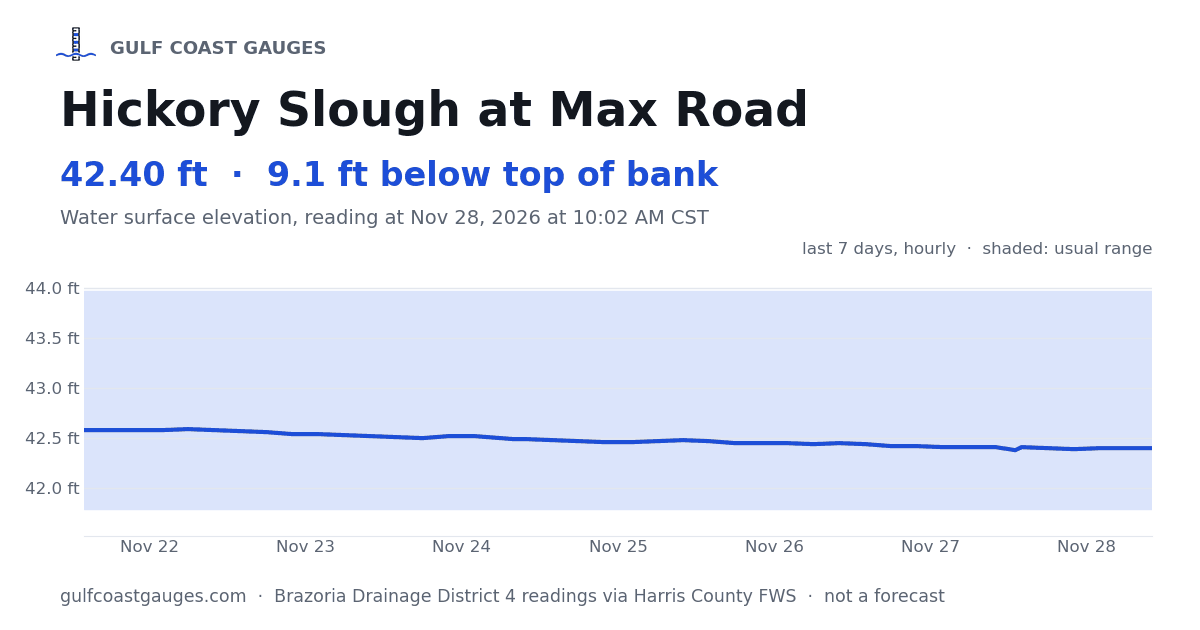 GULF COAST GAUGES
Hickory Slough at Max Road
42.40 ft · 9.1 ft below top of bank
Water surface elevation, reading at Nov 28, 2026 at 10:02 AM CST
last 7 days, hourly · shaded: usual range
44.0 ft
43.5 ft
43.0 ft
42.5 ft
42.0 ft
Nov 22 Nov 23 Nov 24 Nov 25 Nov 26 Nov 27 Nov 28
gulfcoastgauges.com · Brazoria Drainage District 4 readings via Harris County FWS · not a forecast